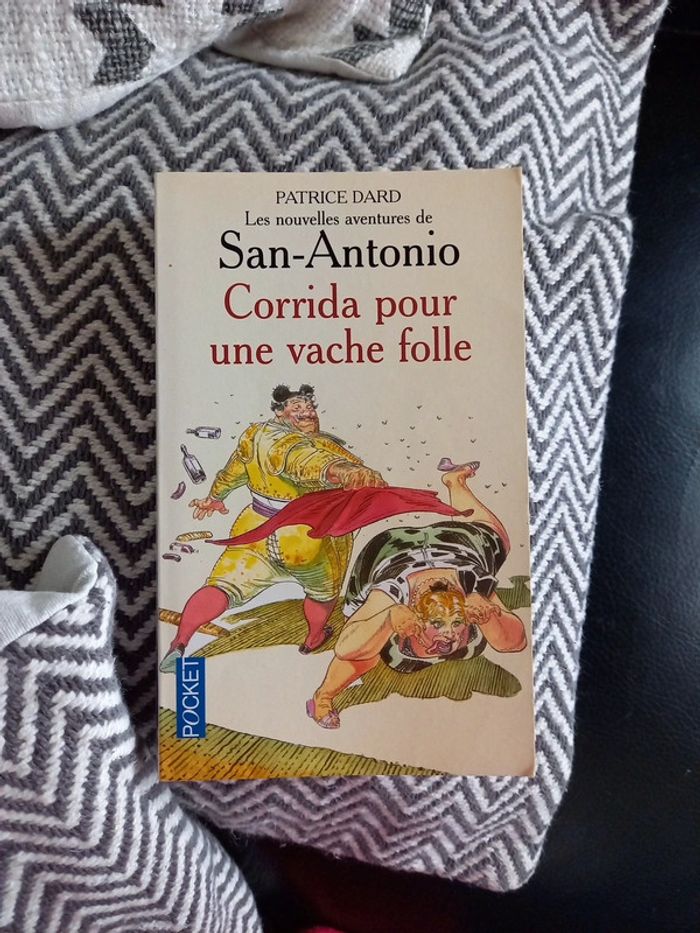 PATRICE DARD
Les nouvelles aventures de
San-Antonio
Corrida pour
une vache folle
POCKET